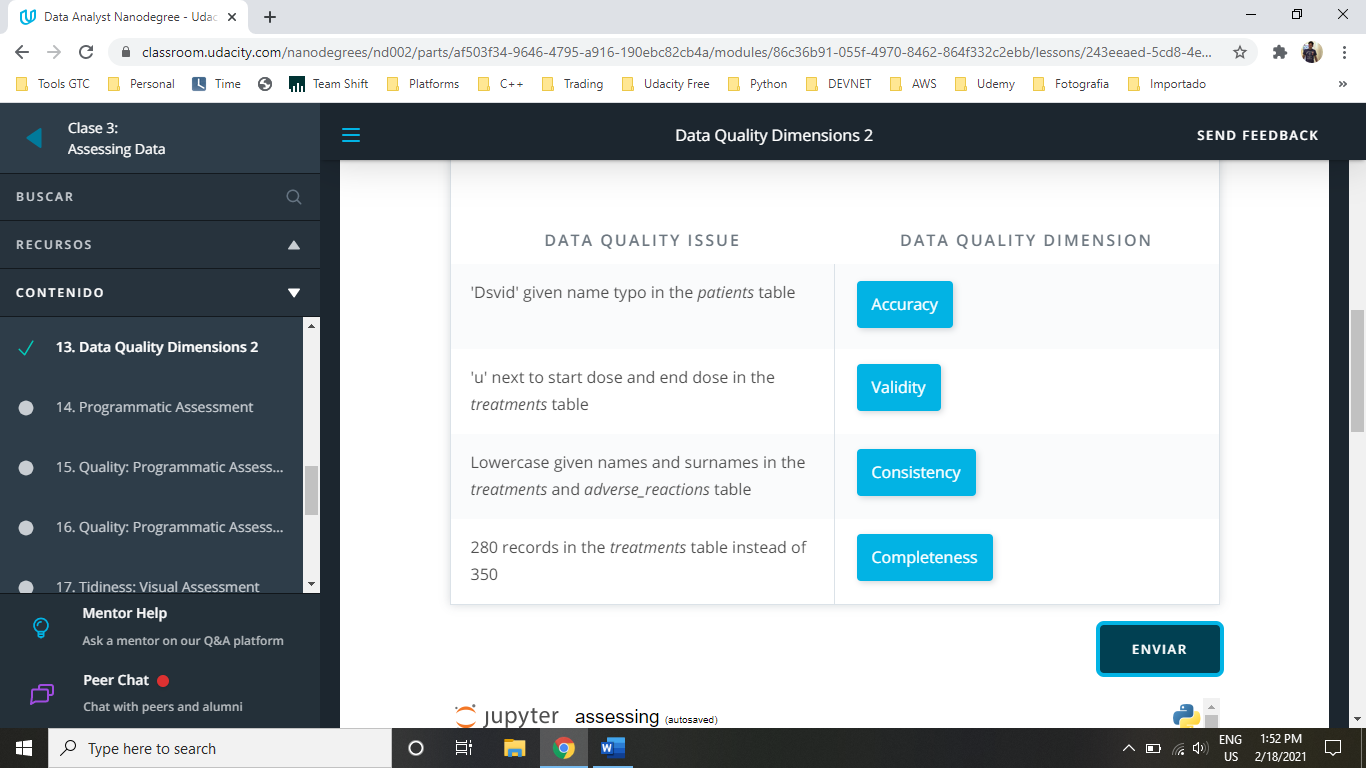 Data Analyst Nanodegree - Udac
classroom.udacity.com/nanodegrees/nd002/parts/af503f34-9646-4795-a916-190ebc82cb4a/modules/86c36b91-055f-4970-8462-864f332c2ebb/lessons/243eeaed-5cd8-4e...
Tools GTC Personal Time Team Shift Platforms C++ Trading Udacity Free Python DEVNET AWS Udemy Fotografia Importado »
Clase 3:
Assessing Data
Data Quality Dimensions 2
SEND FEEDBACK
BUSCAR
RECURSOS
CONTENIDO
13. Data Quality Dimensions 2
14. Programmatic Assessment
15. Quality: Programmatic Assess...
16. Quality: Programmatic Assess...
17. Tidiness: Visual Assessment
Mentor Help
Ask a mentor on our Q&A platform
Peer Chat
Chat with peers and alumni
DATA QUALITY ISSUE
DATA QUALITY DIMENSION
'Dsvid' given name typo in the patients table
Accuracy
'u' next to start dose and end dose in the
treatments table
Validity
Lowercase given names and surnames in the
treatments and adverse_reactions table
Consistency
280 records in the treatments table instead of
350
Completeness
ENVIAR
jupyter assessing (autosaved)
Type here to search
W
ENG
US
1:52 PM
2/18/2021